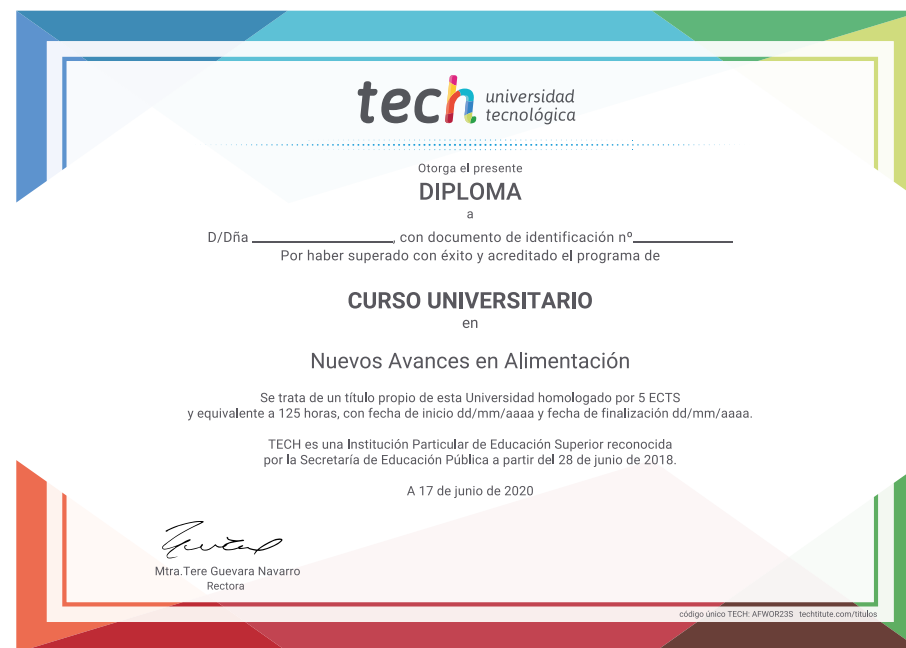 tech universidad
tecnológica
Otorga el presente
DIPLOMA
a
D/Dña ____________, con documento de identificación nº____________
Por haber superado con éxito y acreditado el programa de
CURSO UNIVERSITARIO
en
Nuevos Avances en Alimentación
Se trata de un título propio de esta Universidad homologado por 5 ECTS
y equivalente a 125 horas, con fecha de inicio dd/mm/aaaa y fecha de finalización dd/mm/aaaa.
TECH es una Institución Particular de Educación Superior reconocida
por la Secretaría de Educación Pública a partir del 28 de junio de 2018.
A 17 de junio de 2020
Mtra.Tere Guevara Navarro
Rectora
código único TECH: AFWOR23S techtitute.com/titulos